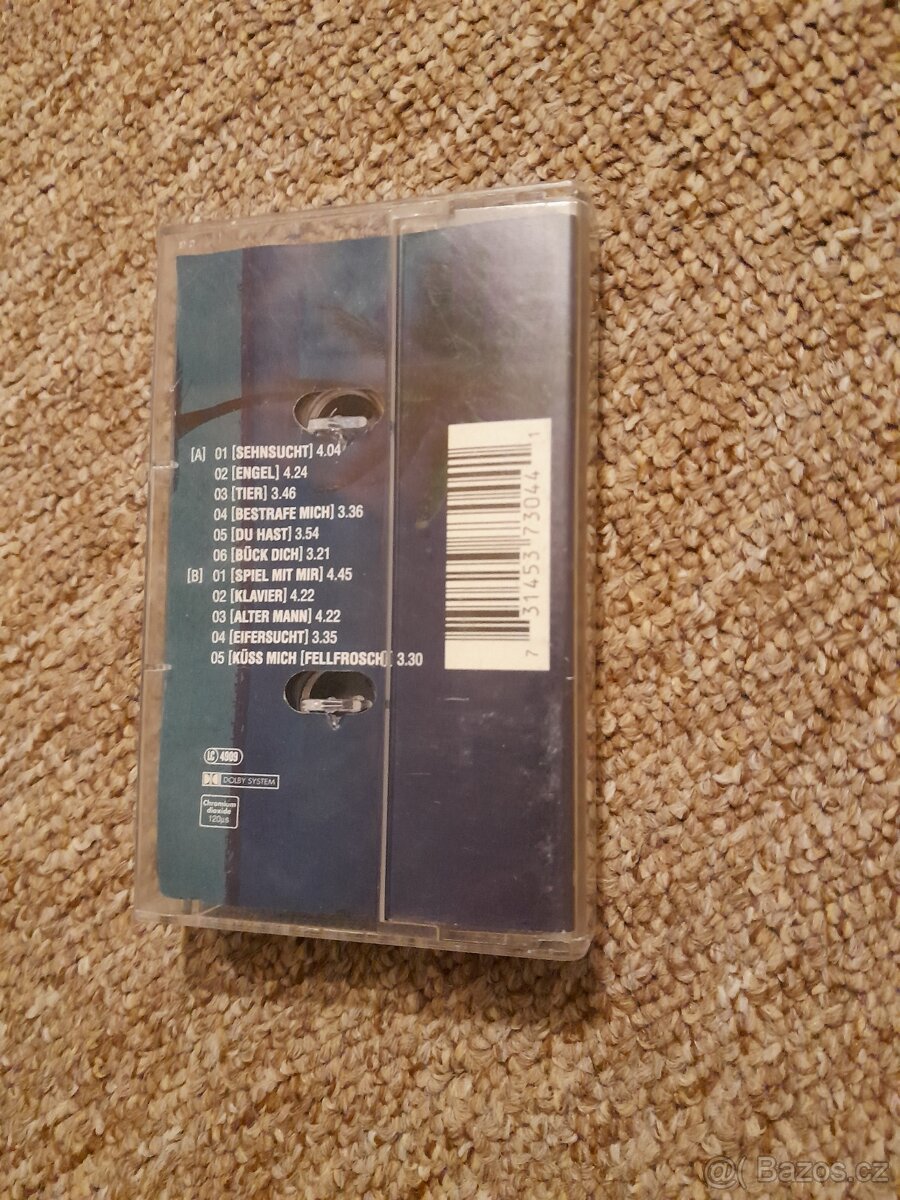 [A] 01 [SEHNSUCHT] 4.04
02 [ENGEL] 4.24
03 [TIER] 3.46
04 [BESTRAFE MICH] 3.36
05 [DU HAST] 3.54
06 [BÜCK DICH] 3.21
[B] 01 [SPIEL MIT MIR] 4.45
02 [KLAVIER] 4.22
03 [ALTER MANN] 4.22
04 [EIFERSUCHT] 3.35
05 [KÜSS MICH [FELLFROSCH]] 3.30
LC 4909
DOLBY SYSTEM
Chromium
dioxide
120µs
7 31453 73044 1
@( Bazos.cz